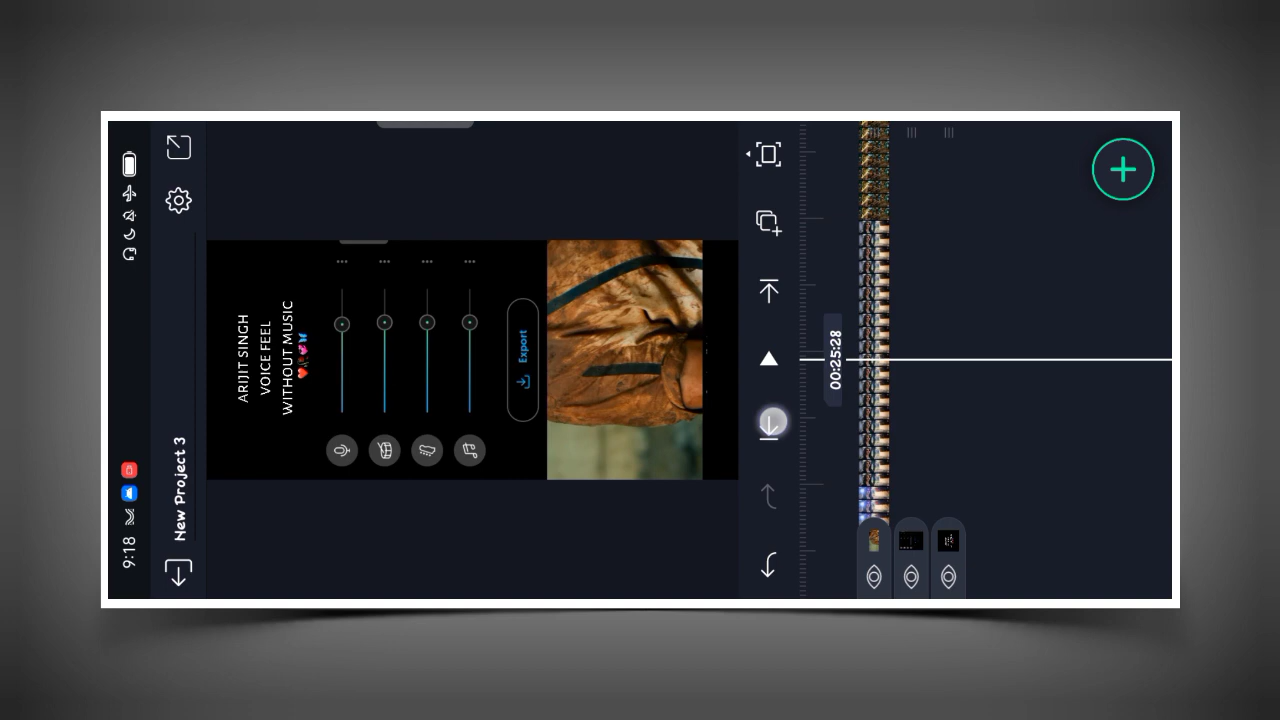 9:18
New Project 3
ARIJIT SINGH
VOICE FEEL
WITHOUT MUSIC
❤️🥀💞🦋
Export
00:25:28